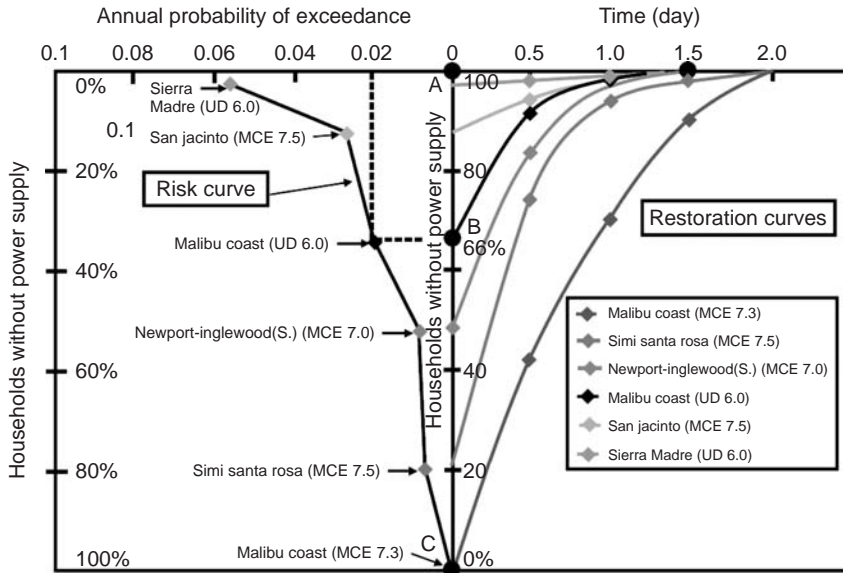 Annual probability of exceedance
Time (day)
0.1 0.08 0.06 0.04 0.02 0 0.5 1.0 1.5 2.0
0%
0.1
20%
40%
60%
80%
100%
Households without power supply
Sierra
Madre (UD 6.0)
San jacinto (MCE 7.5)
Risk curve
Malibu coast (UD 6.0)
Newport-inglewood(S.) (MCE 7.0)
Simi santa rosa (MCE 7.5)
Malibu coast (MCE 7.3)
A
B
C
100
80
66%
40
20
0%
Households without power supply
Restoration curves
Malibu coast (MCE 7.3)
Simi santa rosa (MCE 7.5)
Newport-inglewood(S.) (MCE 7.0)
Malibu coast (UD 6.0)
San jacinto (MCE 7.5)
Sierra Madre (UD 6.0)